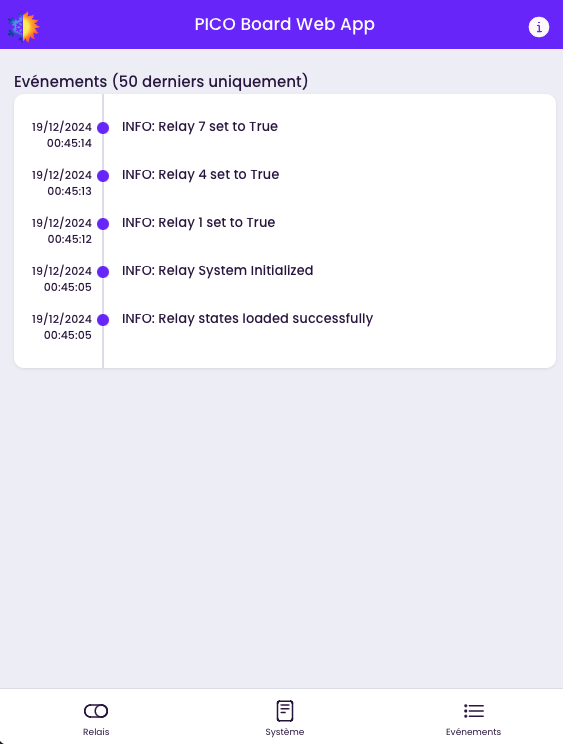 PICO Board Web App
i
Evénements (50 derniers uniquement)
19/12/2024
00:45:14
INFO: Relay 7 set to True
19/12/2024
00:45:13
INFO: Relay 4 set to True
19/12/2024
00:45:12
INFO: Relay 1 set to True
19/12/2024
00:45:05
INFO: Relay System Initialized
19/12/2024
00:45:05
INFO: Relay states loaded successfully
Relais
Système
Evénements